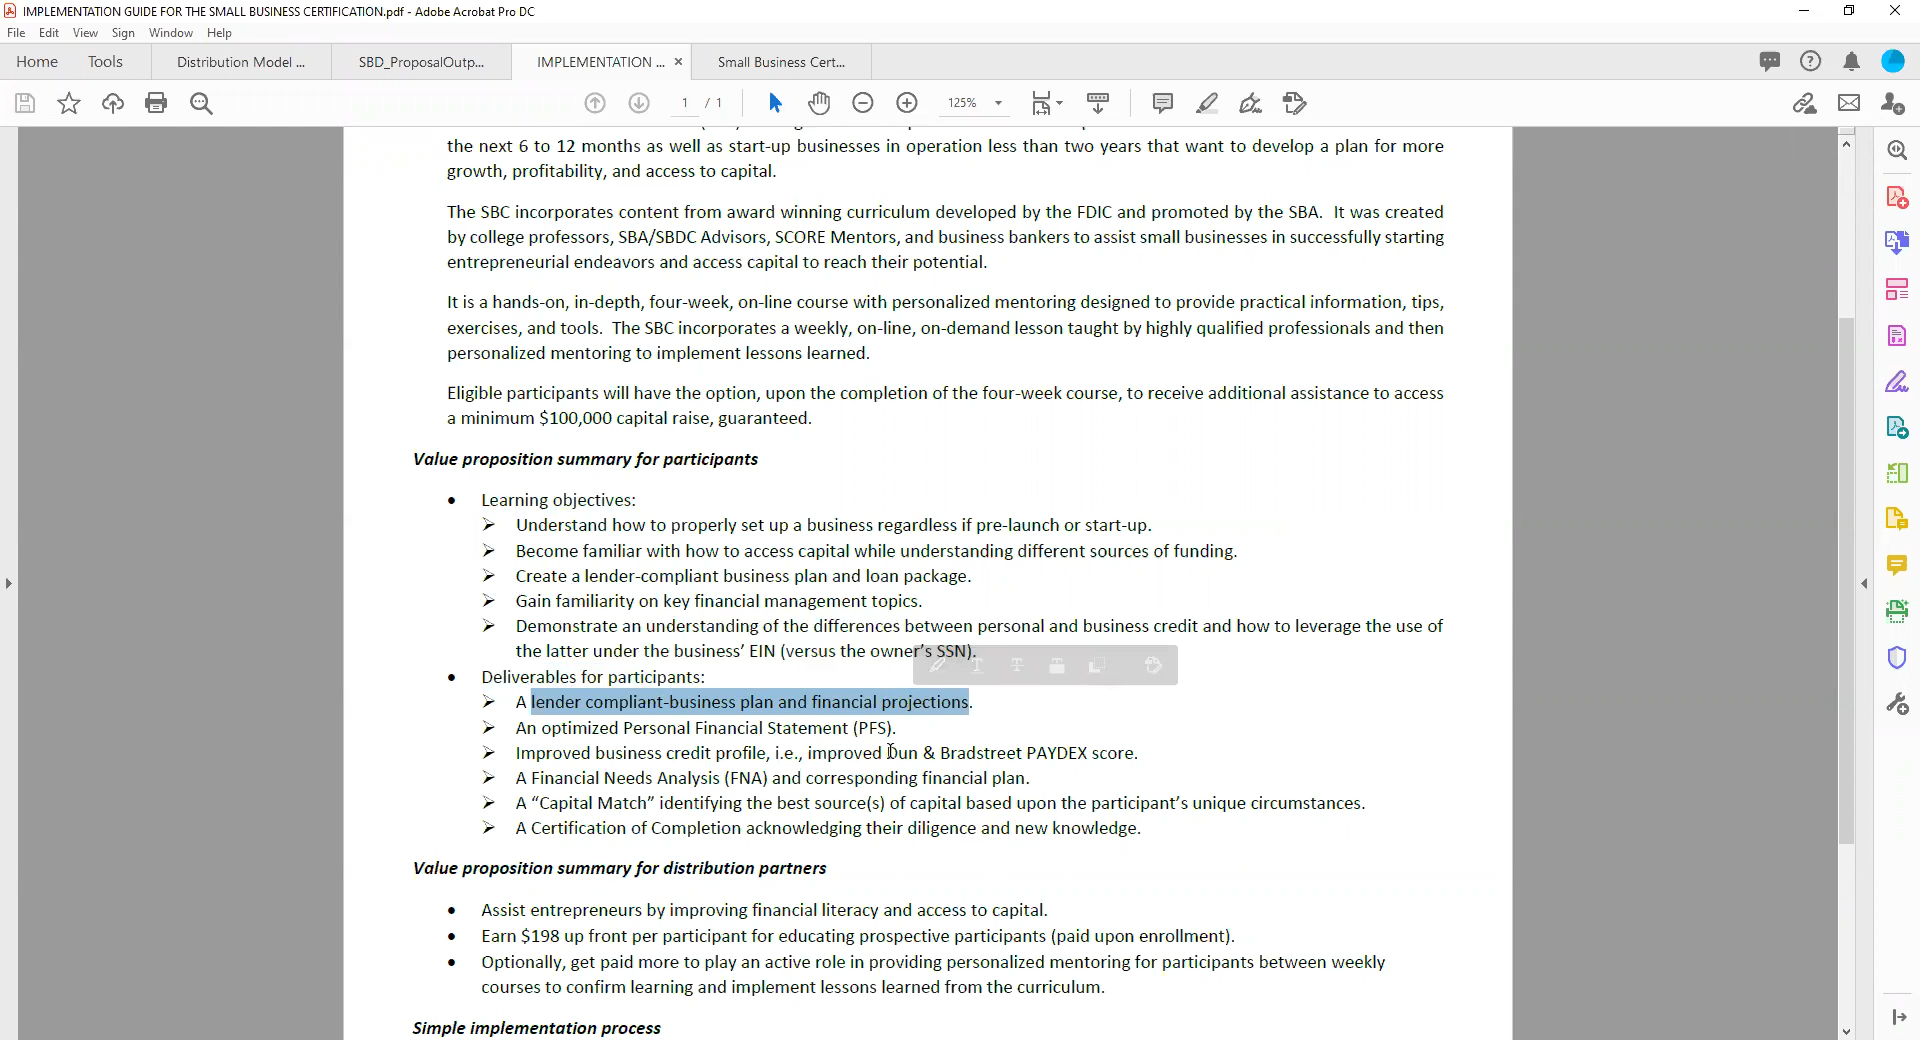 IMPLEMENTATION GUIDE FOR THE SMALL BUSINESS CERTIFICATION.pdf - Adobe Acrobat Pro DC
File Edit View Sign Window Help
Home Tools Distribution Model ... SBD_ProposalOutp... IMPLEMENTATION ... × Small Business Cert...
1 / 1 125%
the next 6 to 12 months as well as start-up businesses in operation less than two years that want to develop a plan for more
growth, profitability, and access to capital.
The SBC incorporates content from award winning curriculum developed by the FDIC and promoted by the SBA. It was created
by college professors, SBA/SBDC Advisors, SCORE Mentors, and business bankers to assist small businesses in successfully starting
entrepreneurial endeavors and access capital to reach their potential.
It is a hands-on, in-depth, four-week, on-line course with personalized mentoring designed to provide practical information, tips,
exercises, and tools. The SBC incorporates a weekly, on-line, on-demand lesson taught by highly qualified professionals and then
personalized mentoring to implement lessons learned.
Eligible participants will have the option, upon the completion of the four-week course, to receive additional assistance to access
a minimum $100,000 capital raise, guaranteed.
Value proposition summary for participants
• Learning objectives:
➢ Understand how to properly set up a business regardless if pre-launch or start-up.
➢ Become familiar with how to access capital while understanding different sources of funding.
➢ Create a lender-compliant business plan and loan package.
➢ Gain familiarity on key financial management topics.
➢ Demonstrate an understanding of the differences between personal and business credit and how to leverage the use of
the latter under the business’ EIN (versus the owner’s SSN).
• Deliverables for participants:
➢ A lender compliant-business plan and financial projections.
➢ An optimized Personal Financial Statement (PFS).
➢ Improved business credit profile, i.e., improved Dun & Bradstreet PAYDEX score.
➢ A Financial Needs Analysis (FNA) and corresponding financial plan.
➢ A “Capital Match” identifying the best source(s) of capital based upon the participant’s unique circumstances.
➢ A Certification of Completion acknowledging their diligence and new knowledge.
Value proposition summary for distribution partners
• Assist entrepreneurs by improving financial literacy and access to capital.
• Earn $198 up front per participant for educating prospective participants (paid upon enrollment).
• Optionally, get paid more to play an active role in providing personalized mentoring for participants between weekly
courses to confirm learning and implement lessons learned from the curriculum.
Simple implementation process